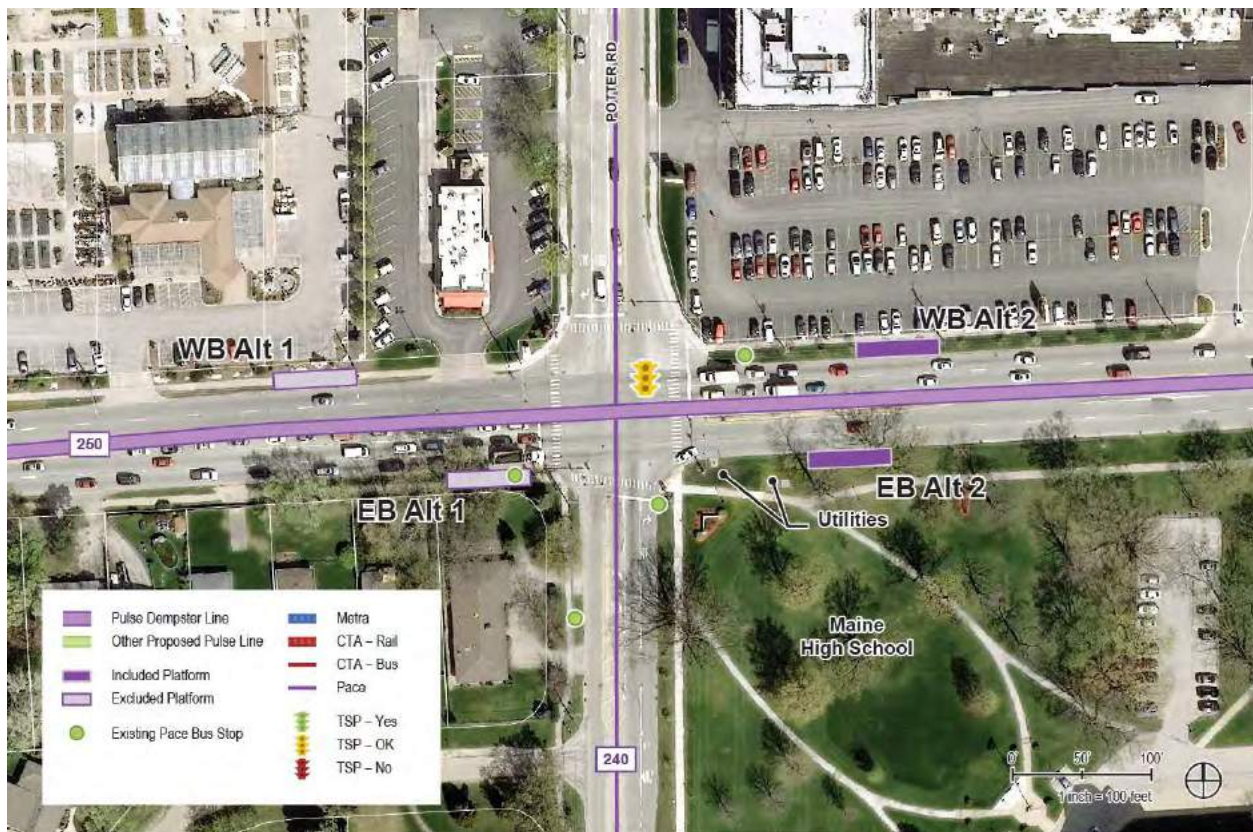 POTTER RD
WB Alt 1
WB Alt 2
250
EB Alt 1
EB Alt 2
Utilities
Maine
High School
240
Pulse Dempster Line
Other Proposed Pulse Line
Included Platform
Excluded Platform
Existing Pace Bus Stop
Metra
CTA – Rail
CTA – Bus
Pace
TSP – Yes
TSP – OK
TSP – No
0'
50'
100'
1 inch = 100 feet